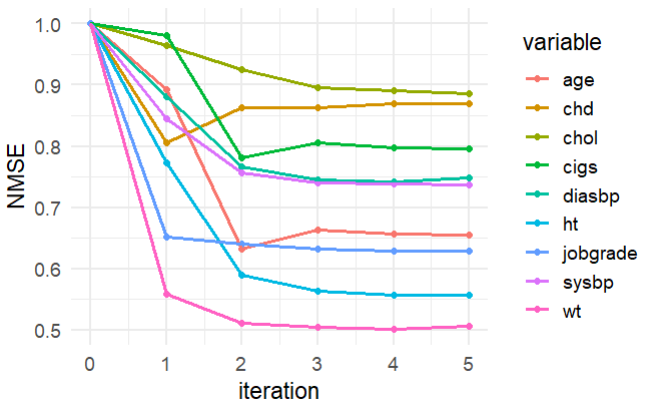 1.0
0.9
0.8
0.7
0.6
0.5
NMSE
0 1 2 3 4 5
iteration
variable
age
chd
chol
cigs
diasbp
ht
jobgrade
sysbp
wt